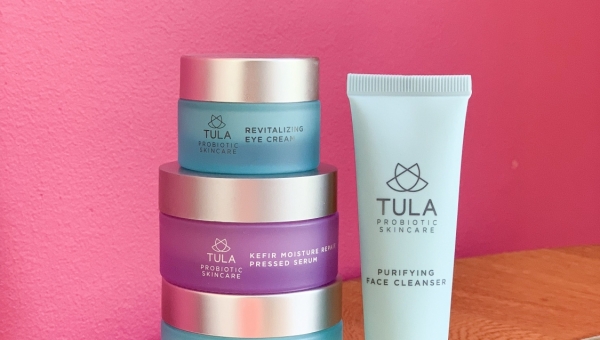 TULA
PROBIOTIC
SKINCARE
REVITALIZING
EYE CREAM
TULA
PROBIOTIC
SKINCARE
KEFIR MOISTURE REPAIR
PRESSED SERUM
TULA
PROBIOTIC
SKINCARE
PURIFYING
FACE CLEANSER